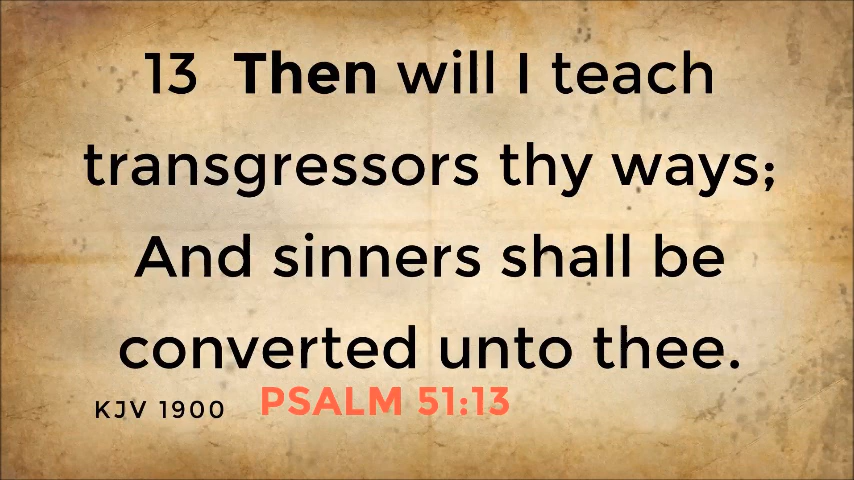 13 Then will I teach
transgressors thy ways;
And sinners shall be
converted unto thee.
KJV 1900 PSALM 51:13